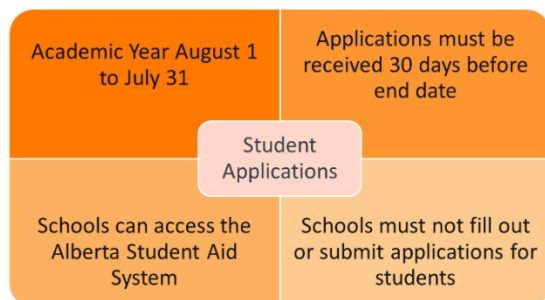 Academic Year August 1
to July 31
Applications must be
received 30 days before
end date
Student
Applications
Schools can access the
Alberta Student Aid
System
Schools must not fill out
or submit applications for
students